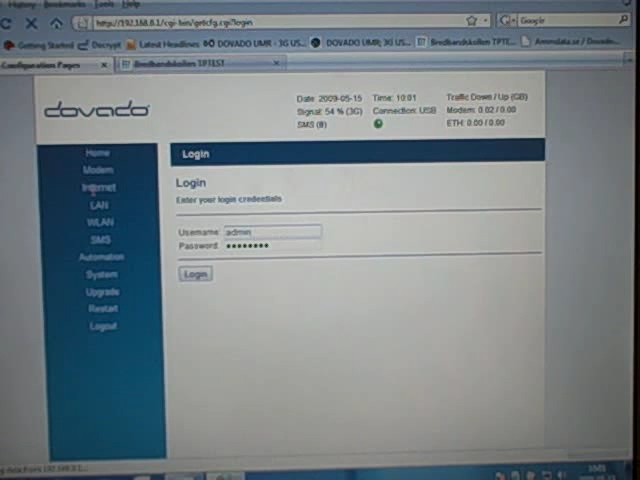 History Bookmarks Tools Help
http://192.168.0.1/cgi-bin/getcfg.cgi?login
Google
Getting Started Decrypt Latest Headlines DOVADO UMR - 3G US... DOVADO UMR; 3G US... Bredbandskollen TPTE... Ammdata.se / Dovado...
Configuration Pages Bredbandskollen TPTEST
dovado
Date: 2009-05-15 Time: 10:01 Traffic Down / Up (GB)
Signal: 54 % (3G) Connection: USB Modem: 0.02 / 0.00
SMS (8) ETH: 0.00 / 0.00
Home
Modem
Internet
LAN
WLAN
SMS
Automation
System
Upgrade
Restart
Logout
Login
Login
Enter your login credentials
Username: admin
Password: ••••••••
Login